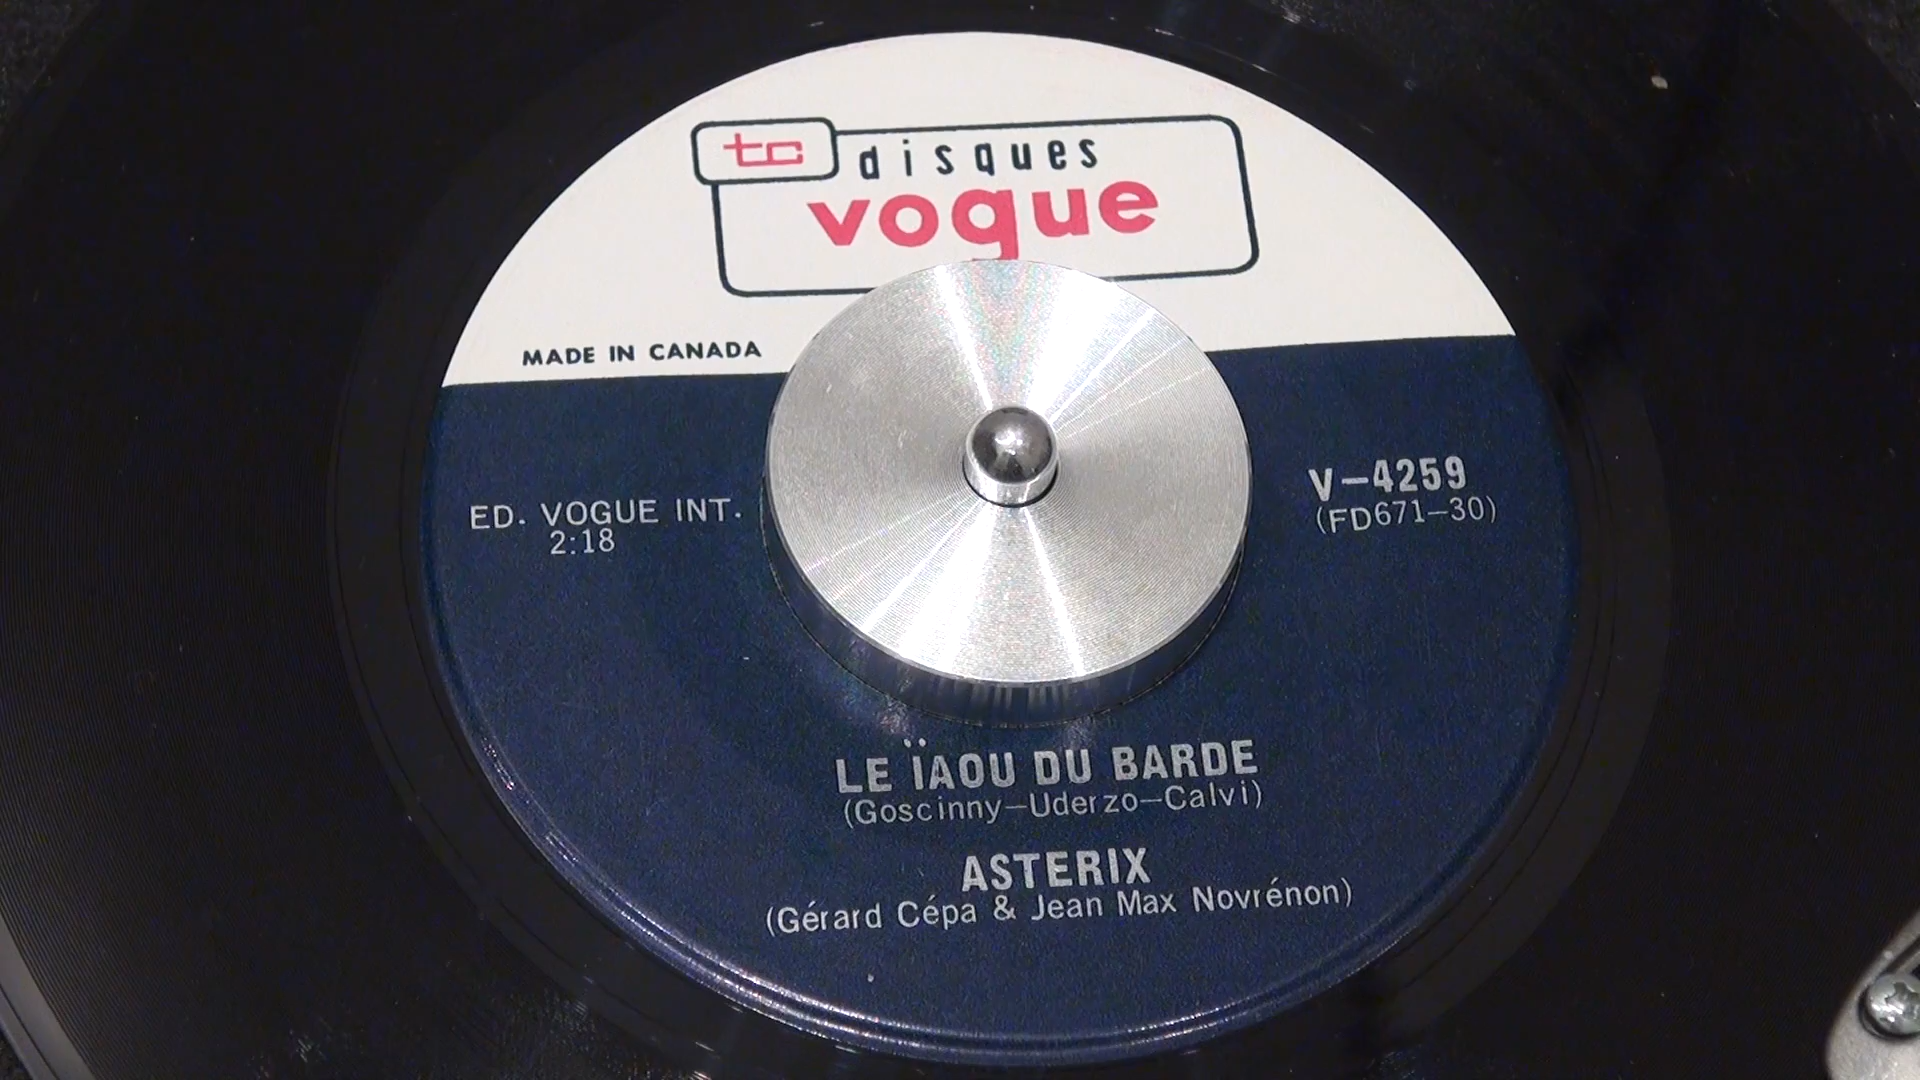 tc
disques
vogue
MADE IN CANADA
ED. VOGUE INT.
2:18
V-4259
(FD671-30)
LE ÏAOU DU BARDE
(Goscinny-Uderzo-Calvi)
ASTERIX
(Gérard Cépa & Jean Max Novrénon)